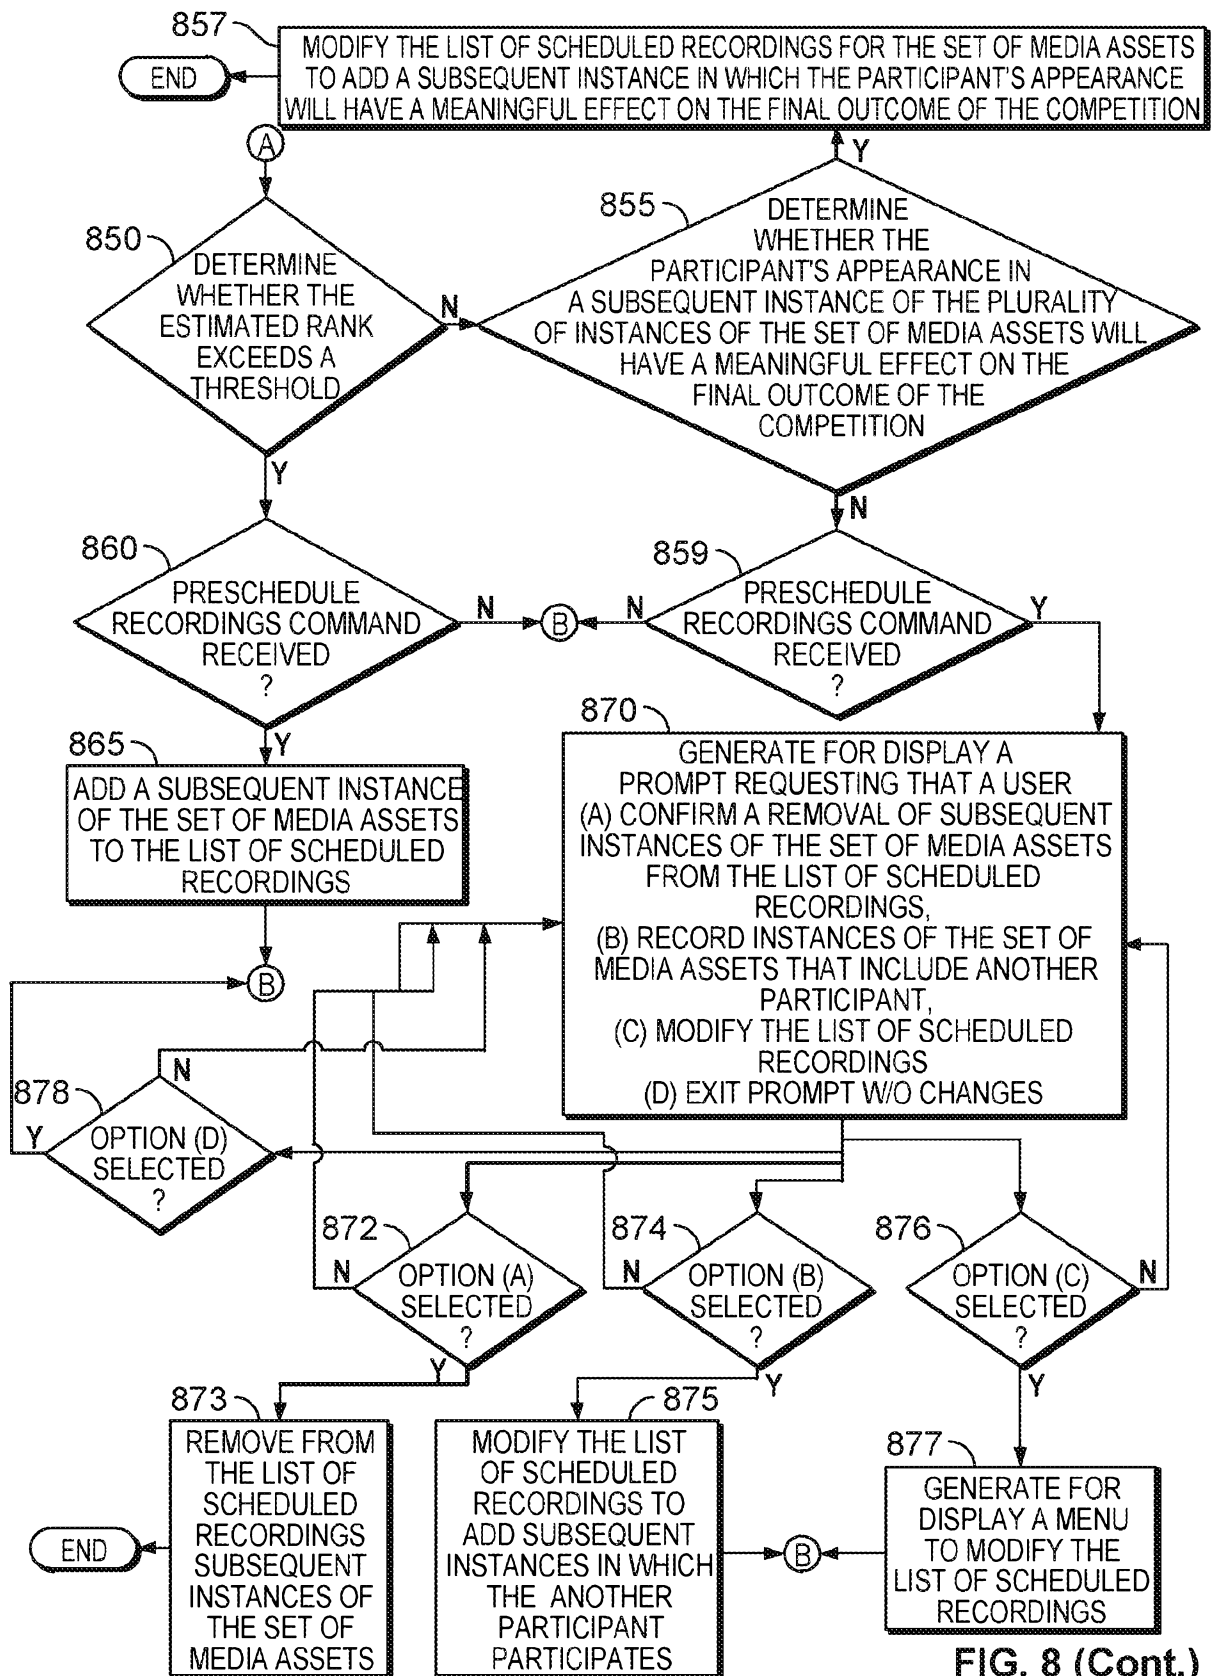 857
MODIFY THE LIST OF SCHEDULED RECORDINGS FOR THE SET OF MEDIA ASSETS
TO ADD A SUBSEQUENT INSTANCE IN WHICH THE PARTICIPANT'S APPEARANCE
WILL HAVE A MEANINGFUL EFFECT ON THE FINAL OUTCOME OF THE COMPETITION
END
A
Y
850
DETERMINE
WHETHER THE
ESTIMATED RANK
EXCEEDS A
THRESHOLD
N
Y
855
DETERMINE
WHETHER THE
PARTICIPANT'S APPEARANCE IN
A SUBSEQUENT INSTANCE OF THE PLURALITY
OF INSTANCES OF THE SET OF MEDIA ASSETS WILL
HAVE A MEANINGFUL EFFECT ON THE
FINAL OUTCOME OF THE
COMPETITION
N
860
PRESCHEDULE
RECORDINGS COMMAND
RECEIVED
?
N
B
N
Y
859
PRESCHEDULE
RECORDINGS COMMAND
RECEIVED
?
Y
865
ADD A SUBSEQUENT INSTANCE
OF THE SET OF MEDIA ASSETS
TO THE LIST OF SCHEDULED
RECORDINGS
B
870
GENERATE FOR DISPLAY A
PROMPT REQUESTING THAT A USER
(A) CONFIRM A REMOVAL OF SUBSEQUENT
INSTANCES OF THE SET OF MEDIA ASSETS
FROM THE LIST OF SCHEDULED
RECORDINGS,
(B) RECORD INSTANCES OF THE SET OF
MEDIA ASSETS THAT INCLUDE ANOTHER
PARTICIPANT,
(C) MODIFY THE LIST OF SCHEDULED
RECORDINGS
(D) EXIT PROMPT W/O CHANGES
878
N
Y
OPTION (D)
SELECTED
?
872
N
OPTION (A)
SELECTED
?
Y
874
N
OPTION (B)
SELECTED
?
Y
876
OPTION (C)
SELECTED
?
N
Y
873
REMOVE FROM
THE LIST OF
SCHEDULED
RECORDINGS
SUBSEQUENT
INSTANCES OF
THE SET OF
MEDIA ASSETS
END
875
MODIFY THE LIST
OF SCHEDULED
RECORDINGS TO
ADD SUBSEQUENT
INSTANCES IN WHICH
THE ANOTHER
PARTICIPANT
PARTICIPATES
B
877
GENERATE FOR
DISPLAY A MENU
TO MODIFY THE
LIST OF SCHEDULED
RECORDINGS
FIG. 8 (Cont.)